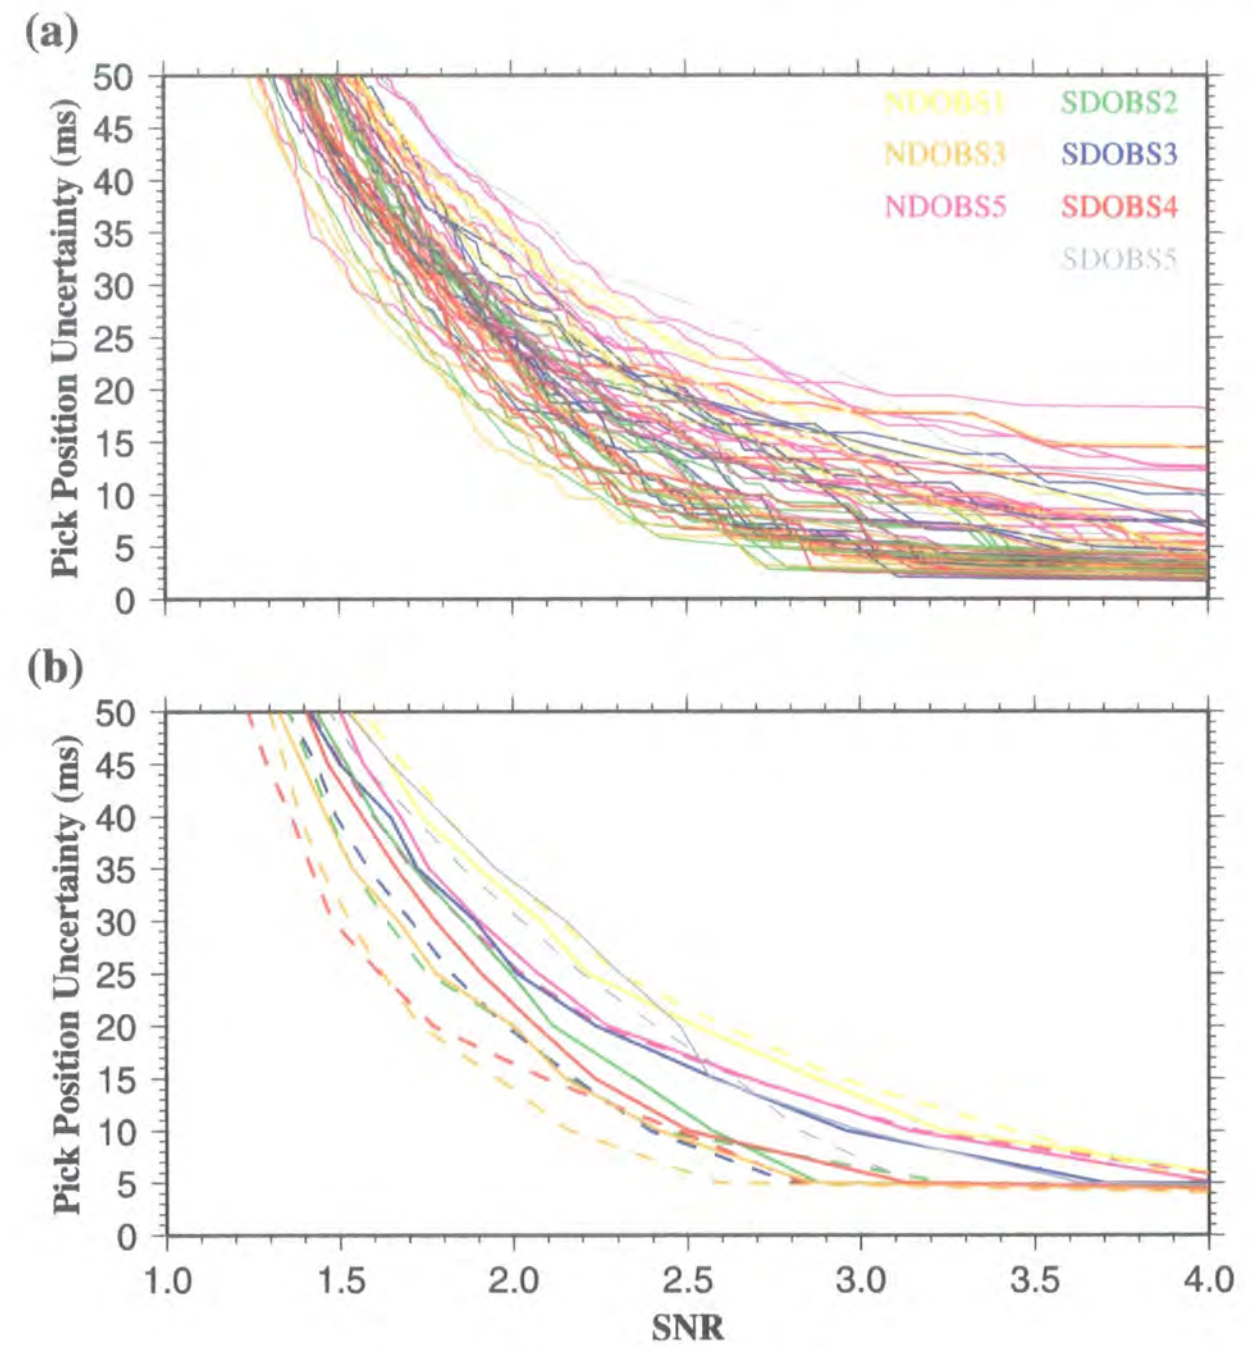 (a)
50
45
40
35
30
25
20
15
10
5
0
Pick Position Uncertainty (ms)
NDOBS1 SDOBS2
NDOBS3 SDOBS3
NDOBS5 SDOBS4
SDOBS5
(b)
50
45
40
35
30
25
20
15
10
5
0
Pick Position Uncertainty (ms)
1.0 1.5 2.0 2.5 3.0 3.5 4.0
SNR